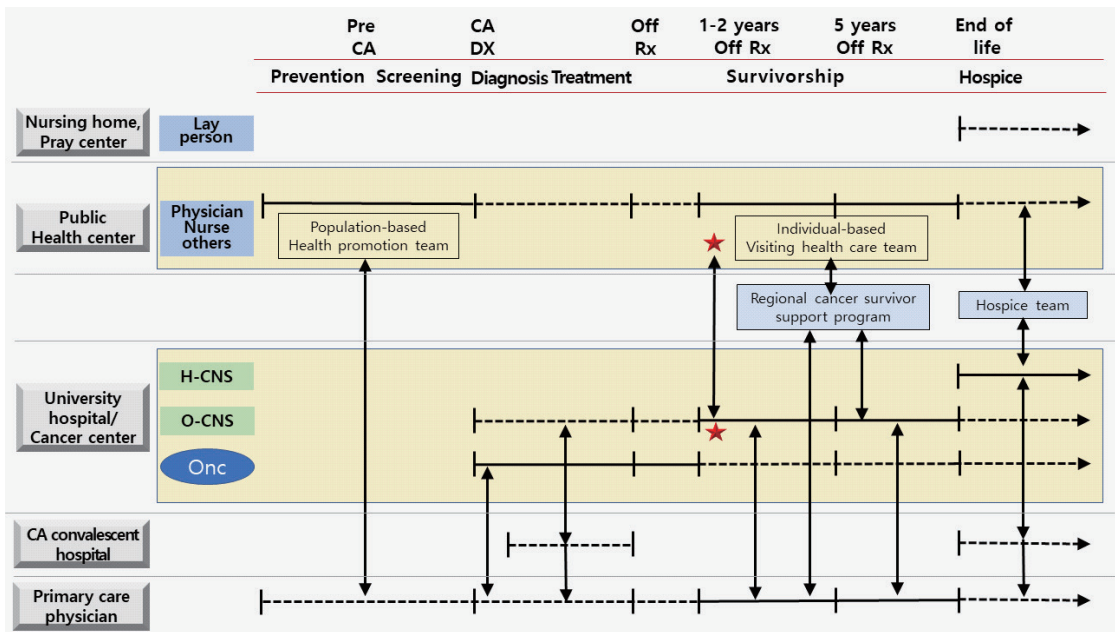 Pre
CA
CA
DX
Off
Rx
1-2 years
Off Rx
5 years
Off Rx
End of
life
Prevention Screening Diagnosis Treatment Survivorship Hospice
Nursing home,
Pray center
Lay
person
Public
Health center
Physician
Nurse
others
Population-based
Health promotion team
Individual-based
Visiting health care team
Regional cancer survivor
support program
Hospice team
University
hospital/
Cancer center
H-CNS
O-CNS
Onc
CA convalescent
hospital
Primary care
physician